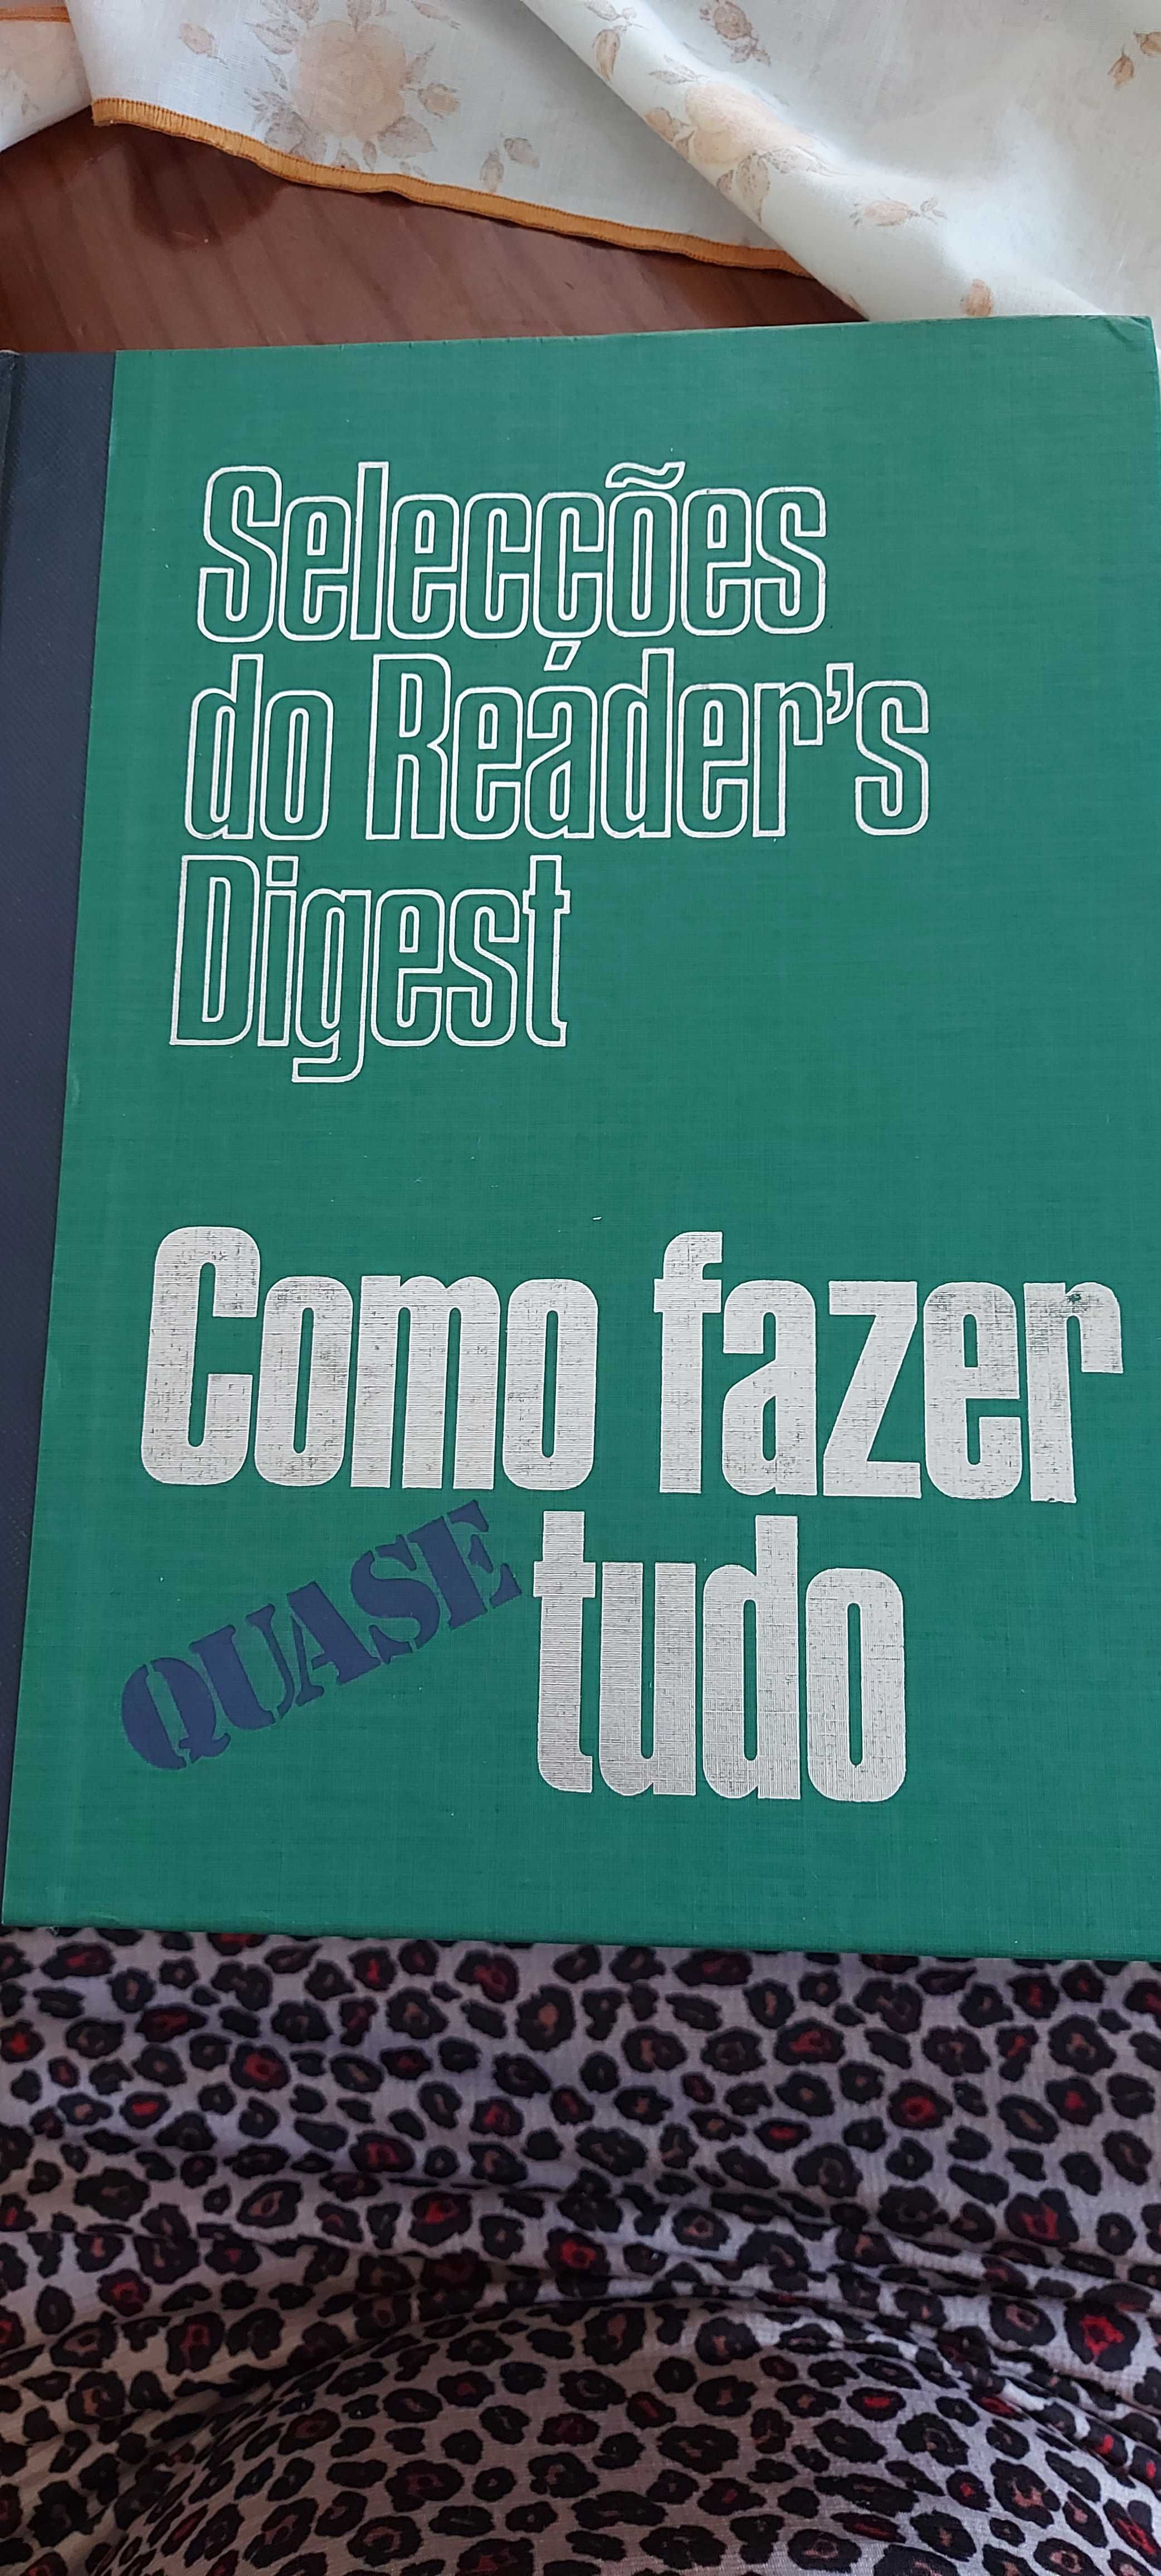 Selecções
do Reader's
Digest
Como fazer
QUASE tudo